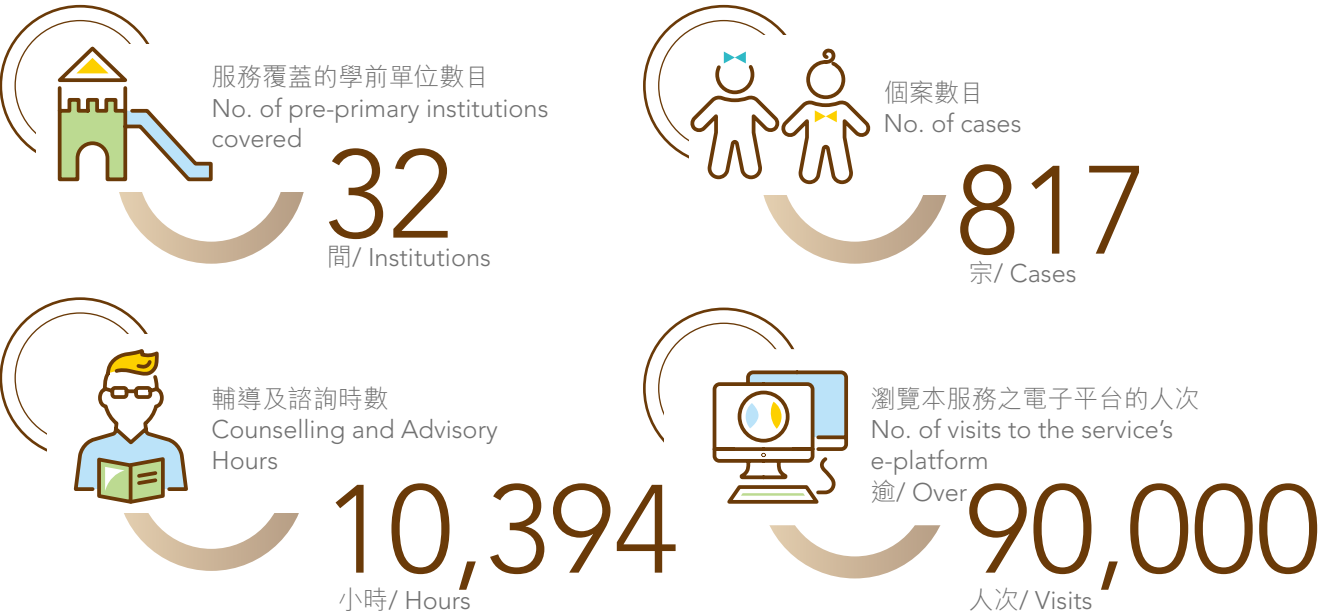 服務覆蓋的學前單位數目
No. of pre-primary institutions
covered
32
間/ Institutions
個案數目
No. of cases
817
宗/ Cases
輔導及諮詢時數
Counselling and Advisory
Hours
10,394
小時/ Hours
瀏覽本服務之電子平台的人次
No. of visits to the service’s
e-platform
逾/ Over 90,000
人次/ Visits